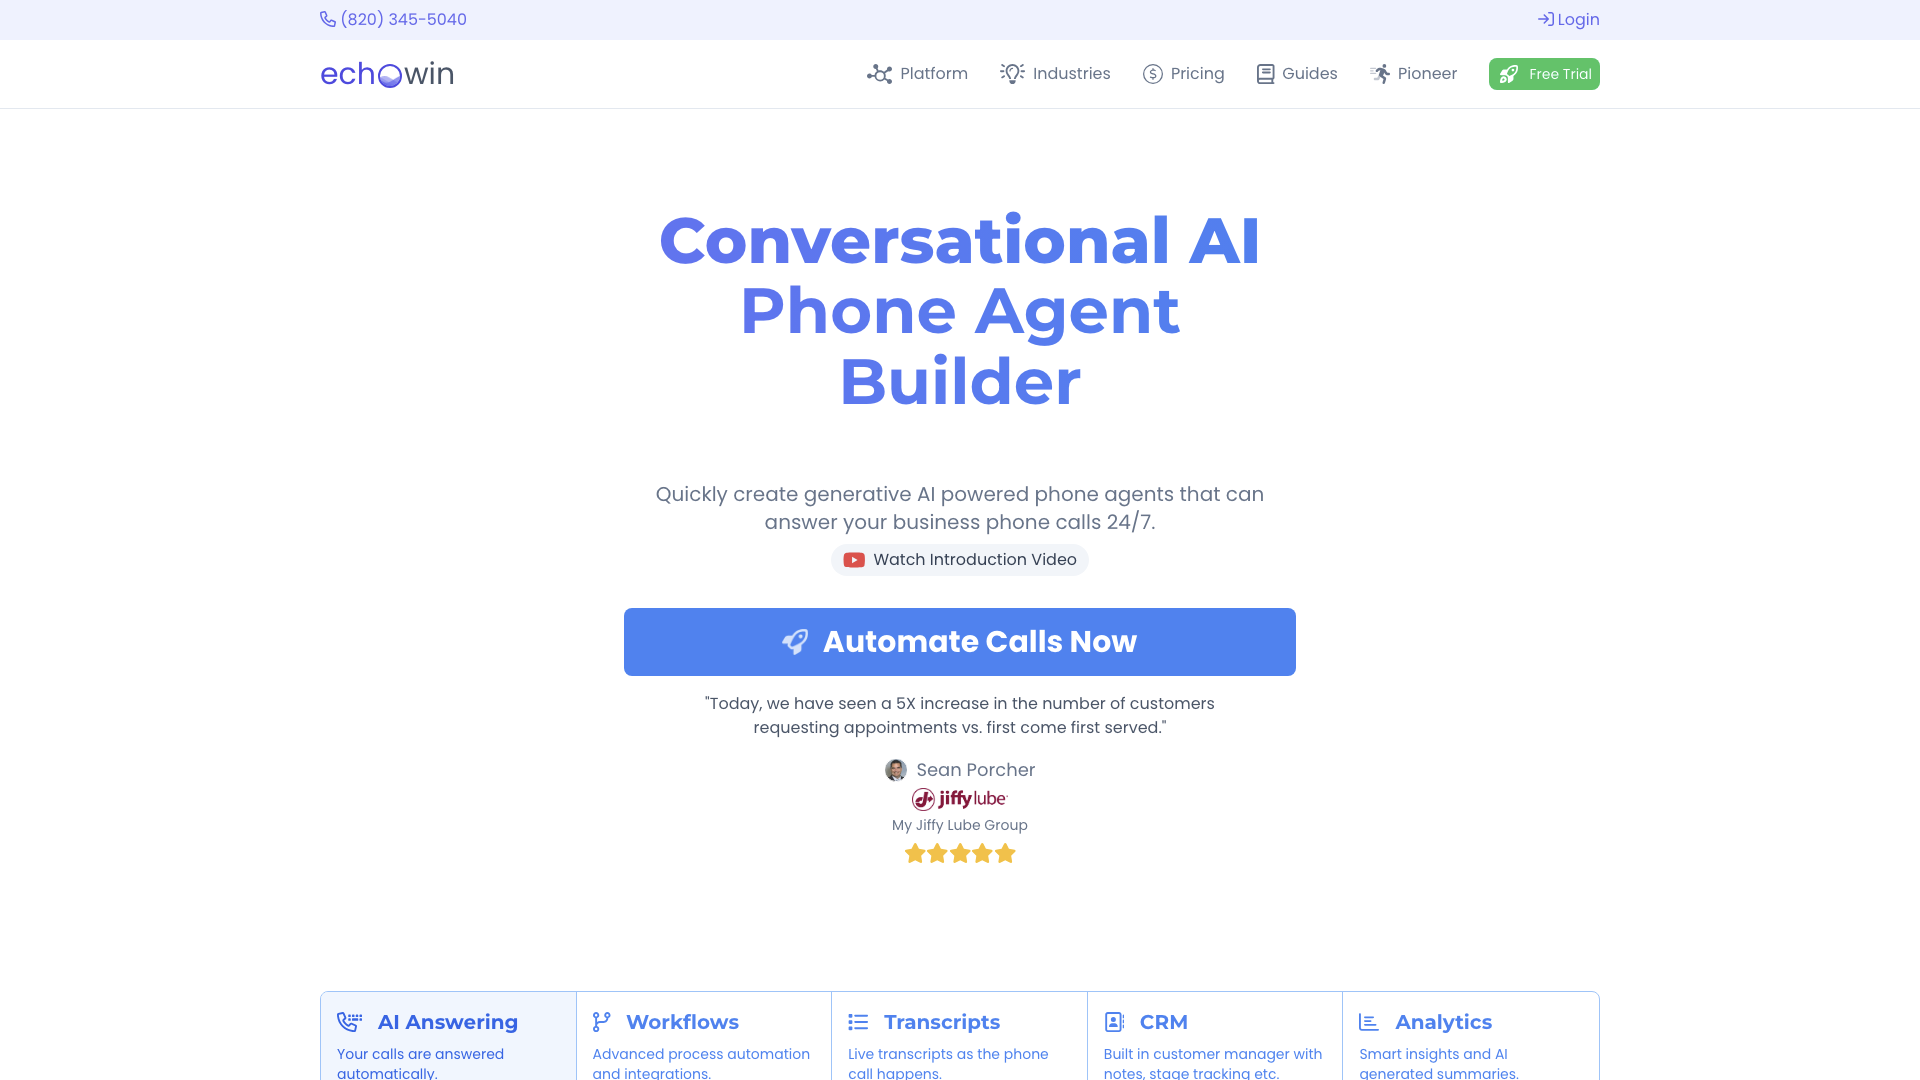 (820) 345-5040
Login
echowin
Platform
Industries
Pricing
Guides
Pioneer
Free Trial
Conversational AI
Phone Agent
Builder
Quickly create generative AI powered phone agents that can
answer your business phone calls 24/7.
Watch Introduction Video
Automate Calls Now
"Today, we have seen a 5X increase in the number of customers
requesting appointments vs. first come first served."
Sean Porcher
jiffylube
My Jiffy Lube Group
AI Answering
Your calls are answered
automatically.
Workflows
Advanced process automation
and integrations.
Transcripts
Live transcripts as the phone
call happens.
CRM
Built in customer manager with
notes, stage tracking etc.
Analytics
Smart insights and AI
generated summaries.